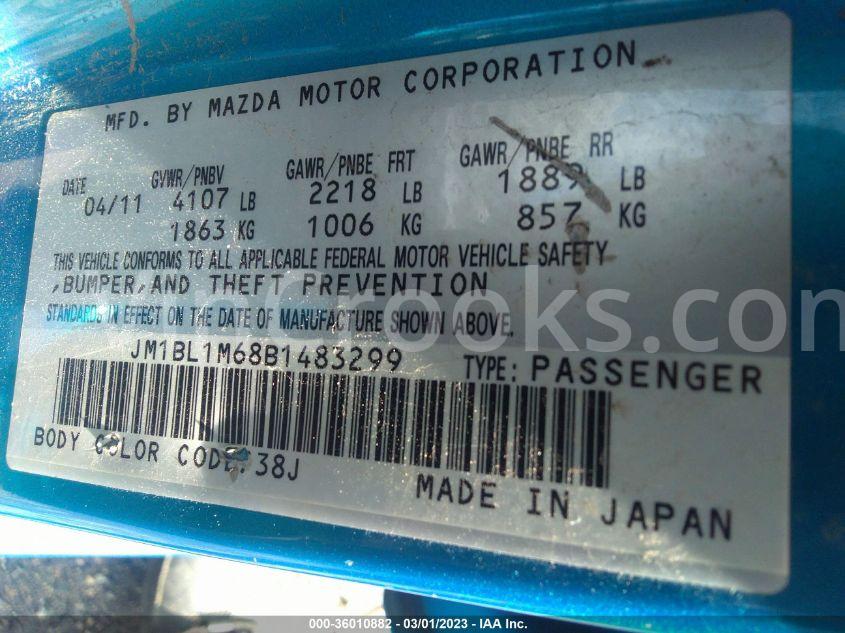 MFD. BY MAZDA MOTOR CORPORATION
DATE GVWR/PNBV GAWR/PNBE FRT GAWR/PNBE RR
04/11 4107 LB 2218 LB 1889 LB
1863 KG 1006 KG 857 KG
THIS VEHICLE CONFORMS TO ALL APPLICABLE FEDERAL MOTOR VEHICLE SAFETY
,BUMPER,AND THEFT PREVENTION
STANDARDS IN EFFECT ON THE DATE OF MANUFACTURE SHOWN ABOVE.
JM1BL1M68B1483299 TYPE: PASSENGER
BODY COLOR CODE:38J
MADE IN JAPAN
000-36010882 - 03/01/2023 - IAA Inc.